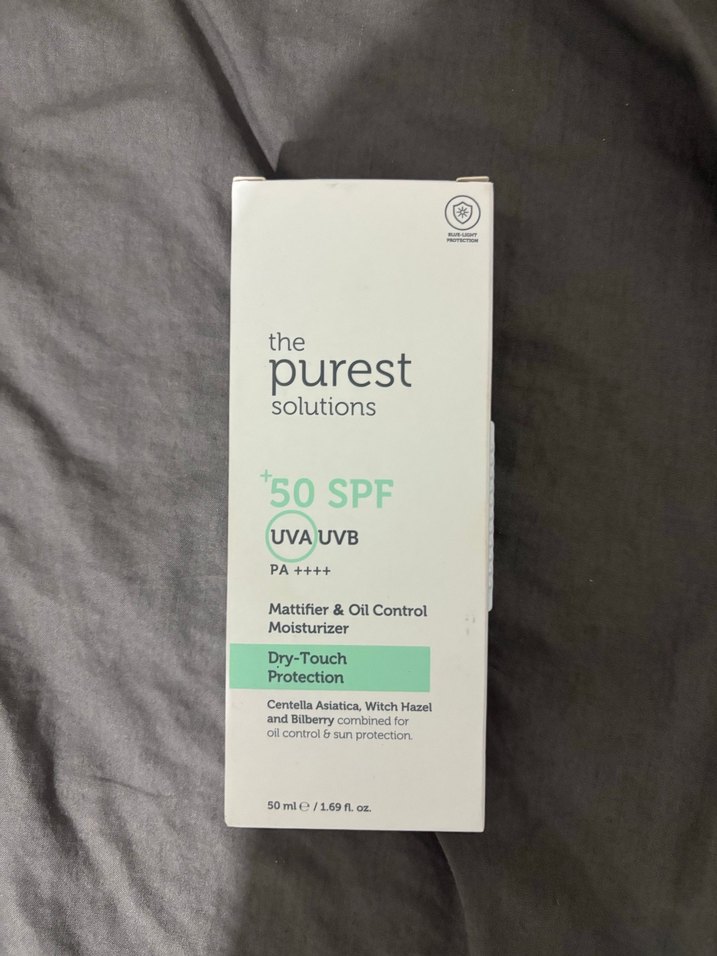 BLUE-LIGHT
PROTECTION
the
purest
solutions
+50 SPF
UVA UVB
PA ++++
Mattifier & Oil Control
Moisturizer
Dry-Touch
Protection
Centella Asiatica, Witch Hazel
and Bilberry combined for
oil control & sun protection.
50 ml ℮ / 1.69 fl. oz.